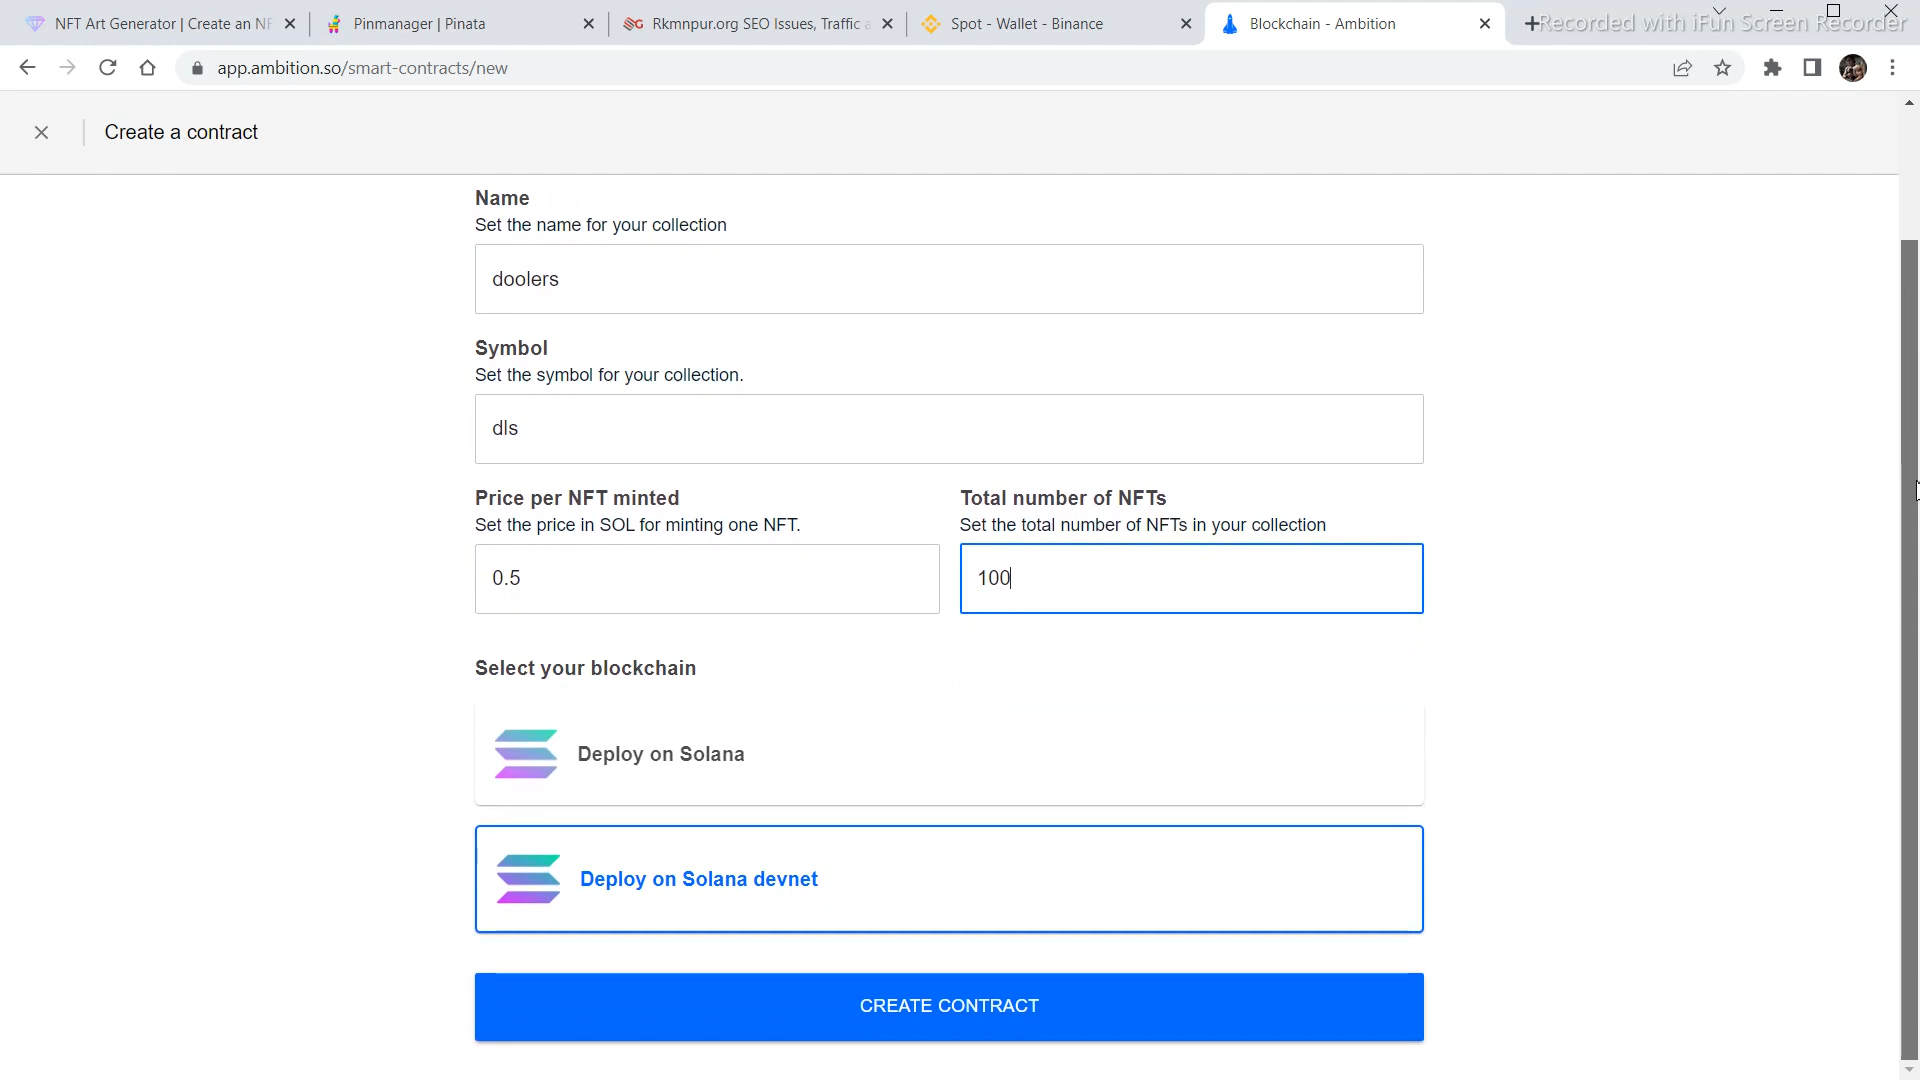 NFT Art Generator | Create an NF
Pinmanager | Pinata
Rkmnpur.org SEO Issues, Traffic a
Spot - Wallet - Binance
Blockchain - Ambition
Recorded with iFun Screen Recorder
app.ambition.so/smart-contracts/new
Create a contract
Name
Set the name for your collection
doolers
Symbol
Set the symbol for your collection.
dls
Price per NFT minted
Set the price in SOL for minting one NFT.
0.5
Total number of NFTs
Set the total number of NFTs in your collection
100
Select your blockchain
Deploy on Solana
Deploy on Solana devnet
CREATE CONTRACT